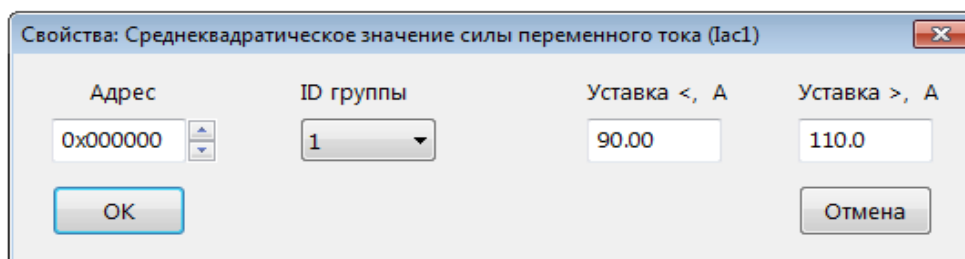 Свойства: Среднеквадратическое значение силы переменного тока (Iac1)
Адрес ID группы Уставка <, А Уставка >, А
0x000000 1 90.00 110.0
ОК Отмена